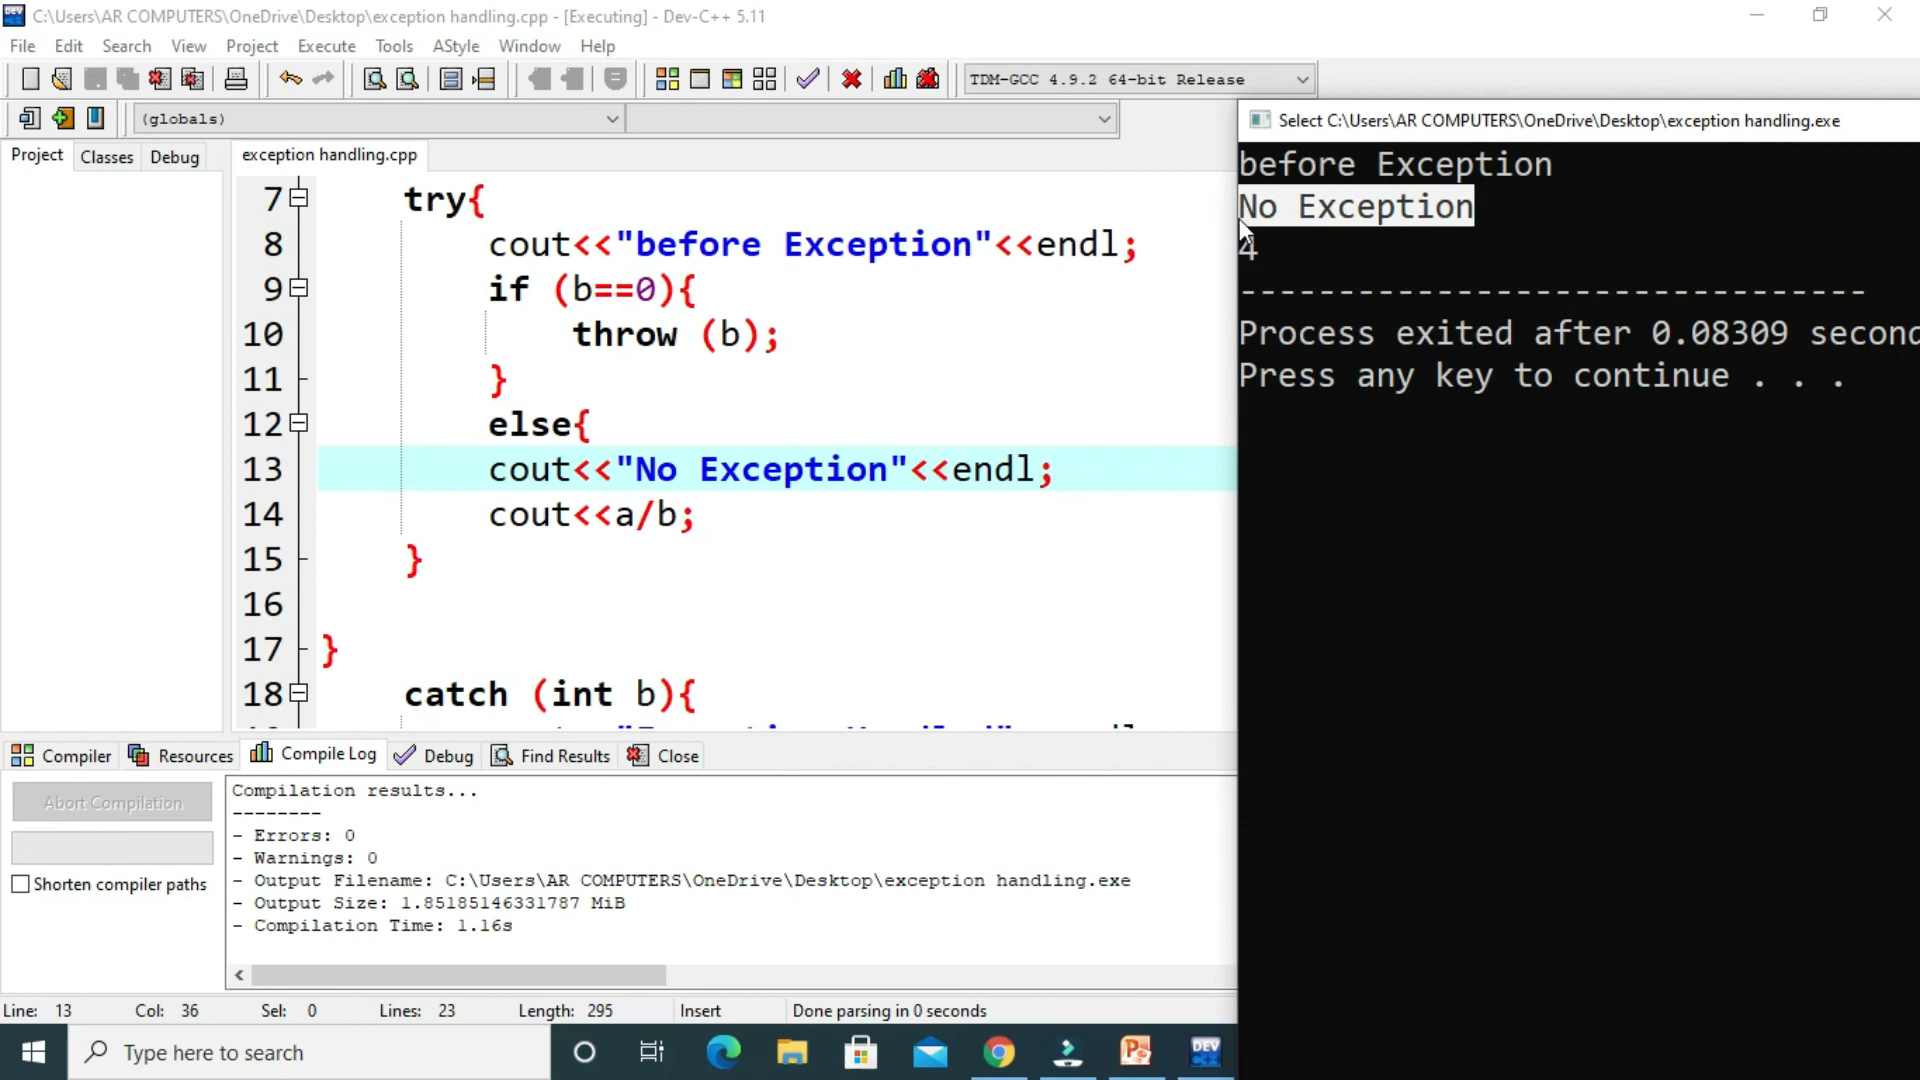 C:\Users\AR COMPUTERS\OneDrive\Desktop\exception handling.cpp - [Executing] - Dev-C++ 5.11
File Edit Search View Project Execute Tools AStyle Window Help
TDM-GCC 4.9.2 64-bit Release
(globals)
Project Classes Debug
exception handling.cpp
7 try{
8 cout<<"before Exception"<<endl;
9 if (b==0){
10 throw (b);
11 }
12 else{
13 cout<<"No Exception"<<endl;
14 cout<<a/b;
15 }
16
17 }
18 catch (int b){
Select C:\Users\AR COMPUTERS\OneDrive\Desktop\exception handling.exe
before Exception
No Exception
4
--------------------------------
Process exited after 0.08309 second
Press any key to continue . . .
Compiler Resources Compile Log Debug Find Results Close
Abort Compilation
Shorten compiler paths
Compilation results...
--------
- Errors: 0
- Warnings: 0
- Output Filename: C:\Users\AR COMPUTERS\OneDrive\Desktop\exception handling.exe
- Output Size: 1.85185146331787 MiB
- Compilation Time: 1.16s
Line: 13 Col: 36 Sel: 0 Lines: 23 Length: 295 Insert Done parsing in 0 seconds
Type here to search
DEV